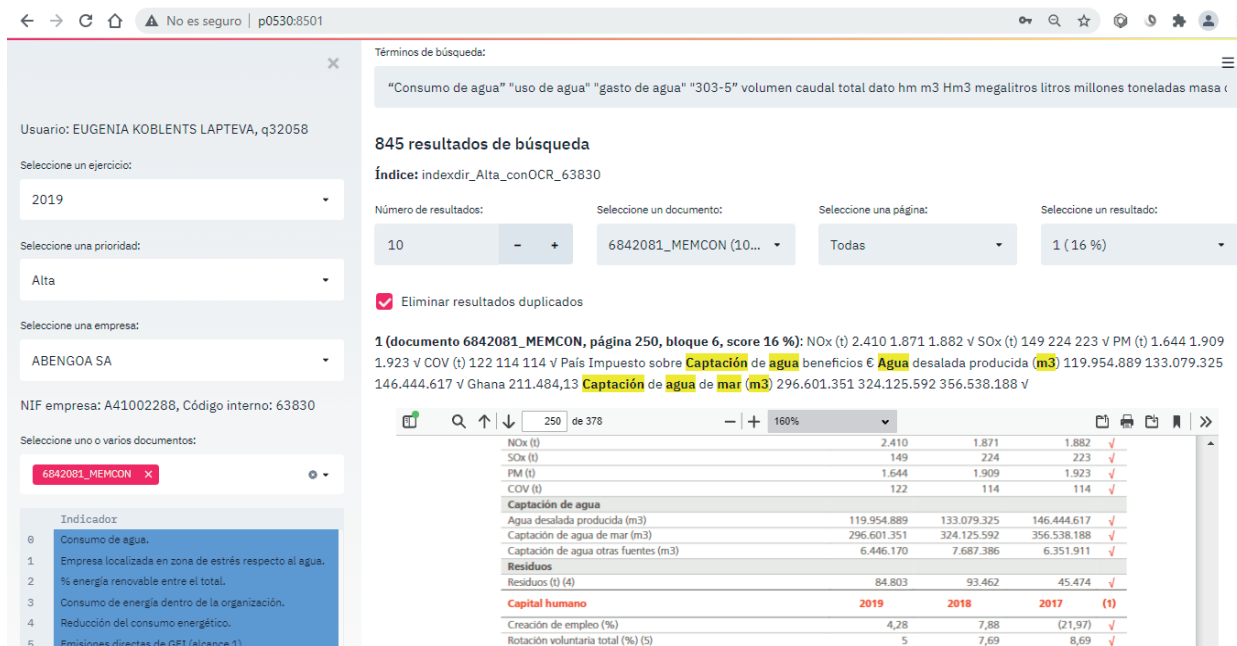 No es seguro | p0530:8501
Usuario: EUGENIA KOBLENTS LAPTEVA, q32058
Seleccione un ejercicio:
2019
Seleccione una prioridad:
Alta
Seleccione una empresa:
ABENGOA SA
NIF empresa: A41002288, Código interno: 63830
Seleccione uno o varios documentos:
6842081_MEMCON
Indicador
0 Consumo de agua.
1 Empresa localizada en zona de estrés respecto al agua.
2 % energía renovable entre el total.
3 Consumo de energía dentro de la organización.
4 Reducción del consumo energético.
5 Emisiones directas de GEI (alcance 1)
Términos de búsqueda:
“Consumo de agua” "uso de agua" "gasto de agua" "303-5” volumen caudal total dato hm m3 Hm3 megalitros litros millones toneladas masa
845 resultados de búsqueda
Índice: indexdir_Alta_conOCR_63830
Número de resultados:
10 - +
Seleccione un documento:
6842081_MEMCON (10...
Seleccione una página:
Todas
Seleccione un resultado:
1 ( 16 %)
Eliminar resultados duplicados
1 (documento 6842081_MEMCON, página 250, bloque 6, score 16 %): NOx (t) 2.410 1.871 1.882 √ SOx (t) 149 224 223 √ PM (t) 1.644 1.909
1.923 √ COV (t) 122 114 114 √ País Impuesto sobre Captación de agua beneficios € Agua desalada producida (m3) 119.954.889 133.079.325
146.444.617 √ Ghana 211.484,13 Captación de agua de mar (m3) 296.601.351 324.125.592 356.538.188 √
250 de 378 160%
NOx (t) 2.410 1.871 1.882 √
SOx (t) 149 224 223 √
PM (t) 1.644 1.909 1.923 √
COV (t) 122 114 114 √
Captación de agua
Agua desalada producida (m3) 119.954.889 133.079.325 146.444.617 √
Captación de agua de mar (m3) 296.601.351 324.125.592 356.538.188 √
Captación de agua otras fuentes (m3) 6.446.170 7.687.386 6.351.911 √
Residuos
Residuos (t) (4) 84.803 93.462 45.474 √
Capital humano 2019 2018 2017 (1)
Creación de empleo (%) 4,28 7,88 (21,97) √
Rotación voluntaria total (%) (5) 5 7,69 8,69 √